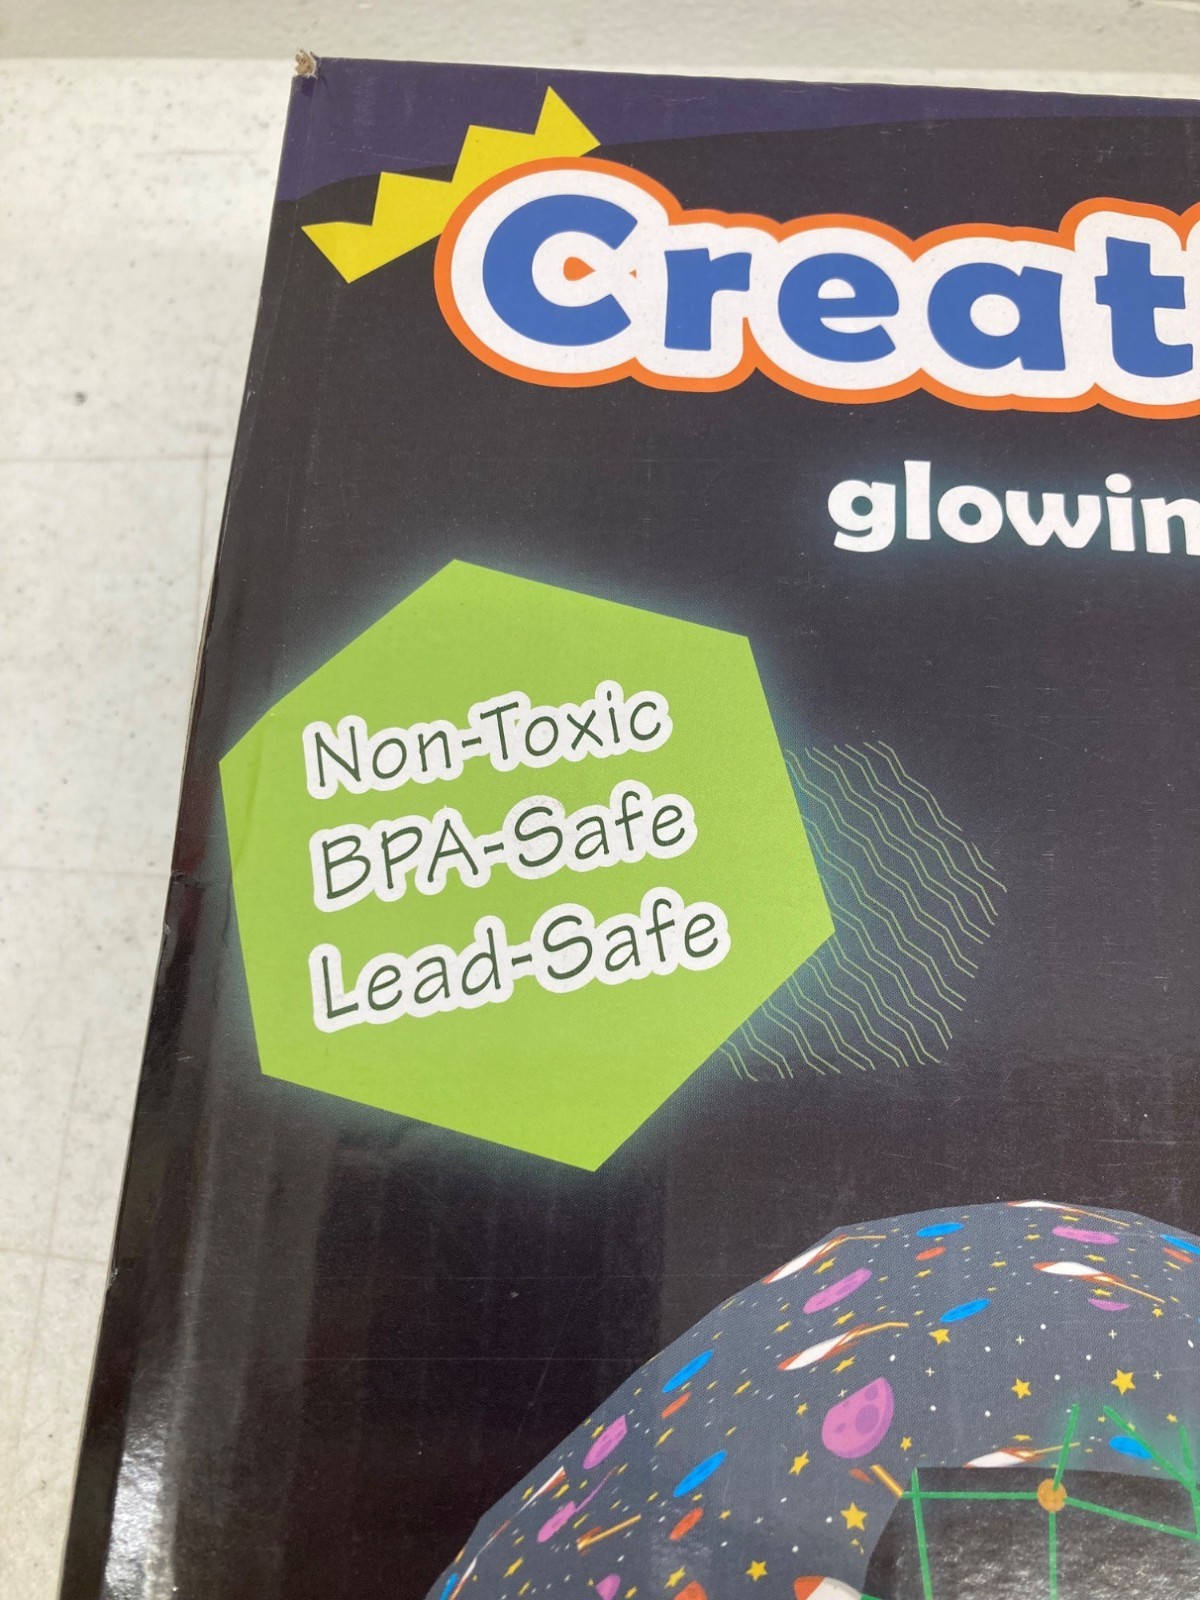 Creat
glowin
Non-Toxic
BPA-Safe
Lead-Safe